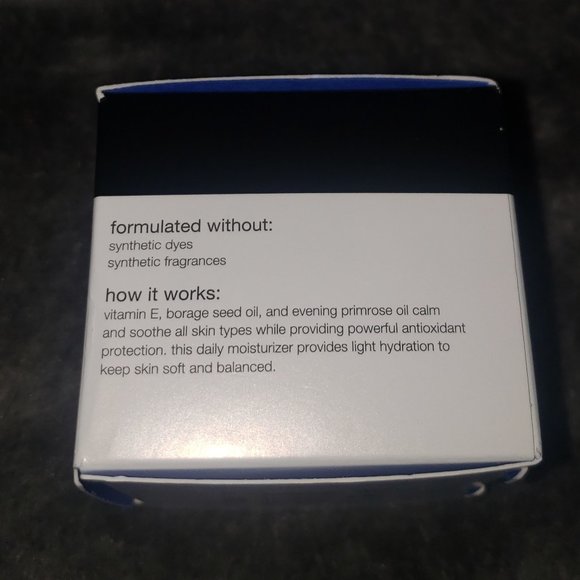 formulated without:
synthetic dyes
synthetic fragrances
how it works:
vitamin E, borage seed oil, and evening primrose oil calm
and soothe all skin types while providing powerful antioxidant
protection. this daily moisturizer provides light hydration to
keep skin soft and balanced.